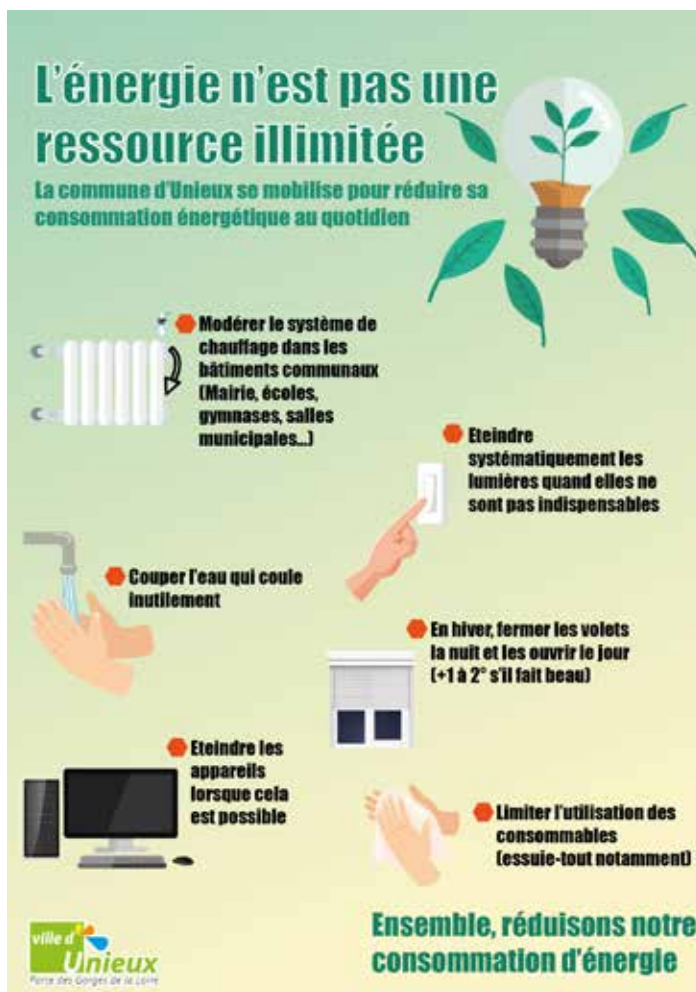 L'énergie n'est pas une
ressource illimitée
La commune d'Unieux se mobilise pour réduire sa
consommation énergétique au quotidien
Modérer le système de
chauffage dans les
bâtiments communaux
(Mairie, écoles,
gymnases, salles
municipales...)
Eteindre
systématiquement les
lumières quand elles ne
sont pas indispensables
Couper l'eau qui coule
inutilement
En hiver, fermer les volets
la nuit et les ouvrir le jour
(+1 à 2° s'il fait beau)
Eteindre les
appareils
lorsque cela
est possible
Limiter l'utilisation des
consommables
(essuie-tout notamment)
Ensemble, réduisons notre
consommation d'énergie
ville d'
Unieux
Porte des Gorges de la Loire